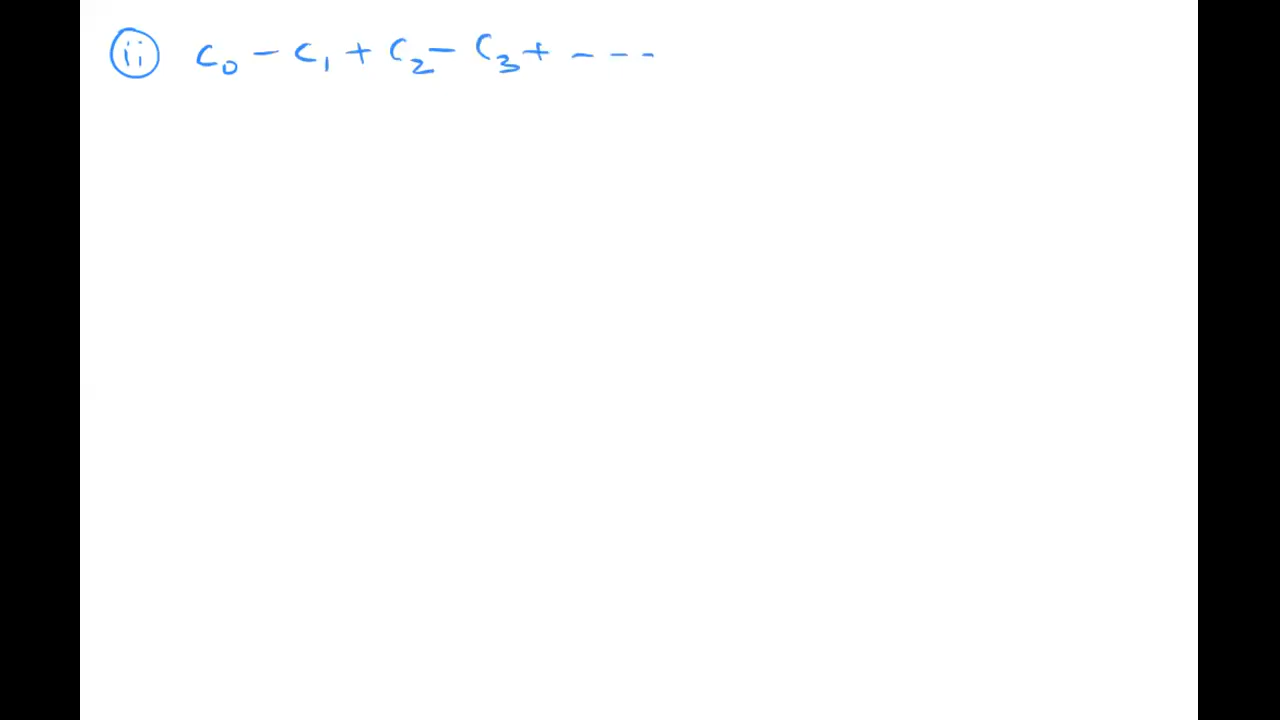 (ii) C₀ - C₁ + C₂ - C₃ + - - -